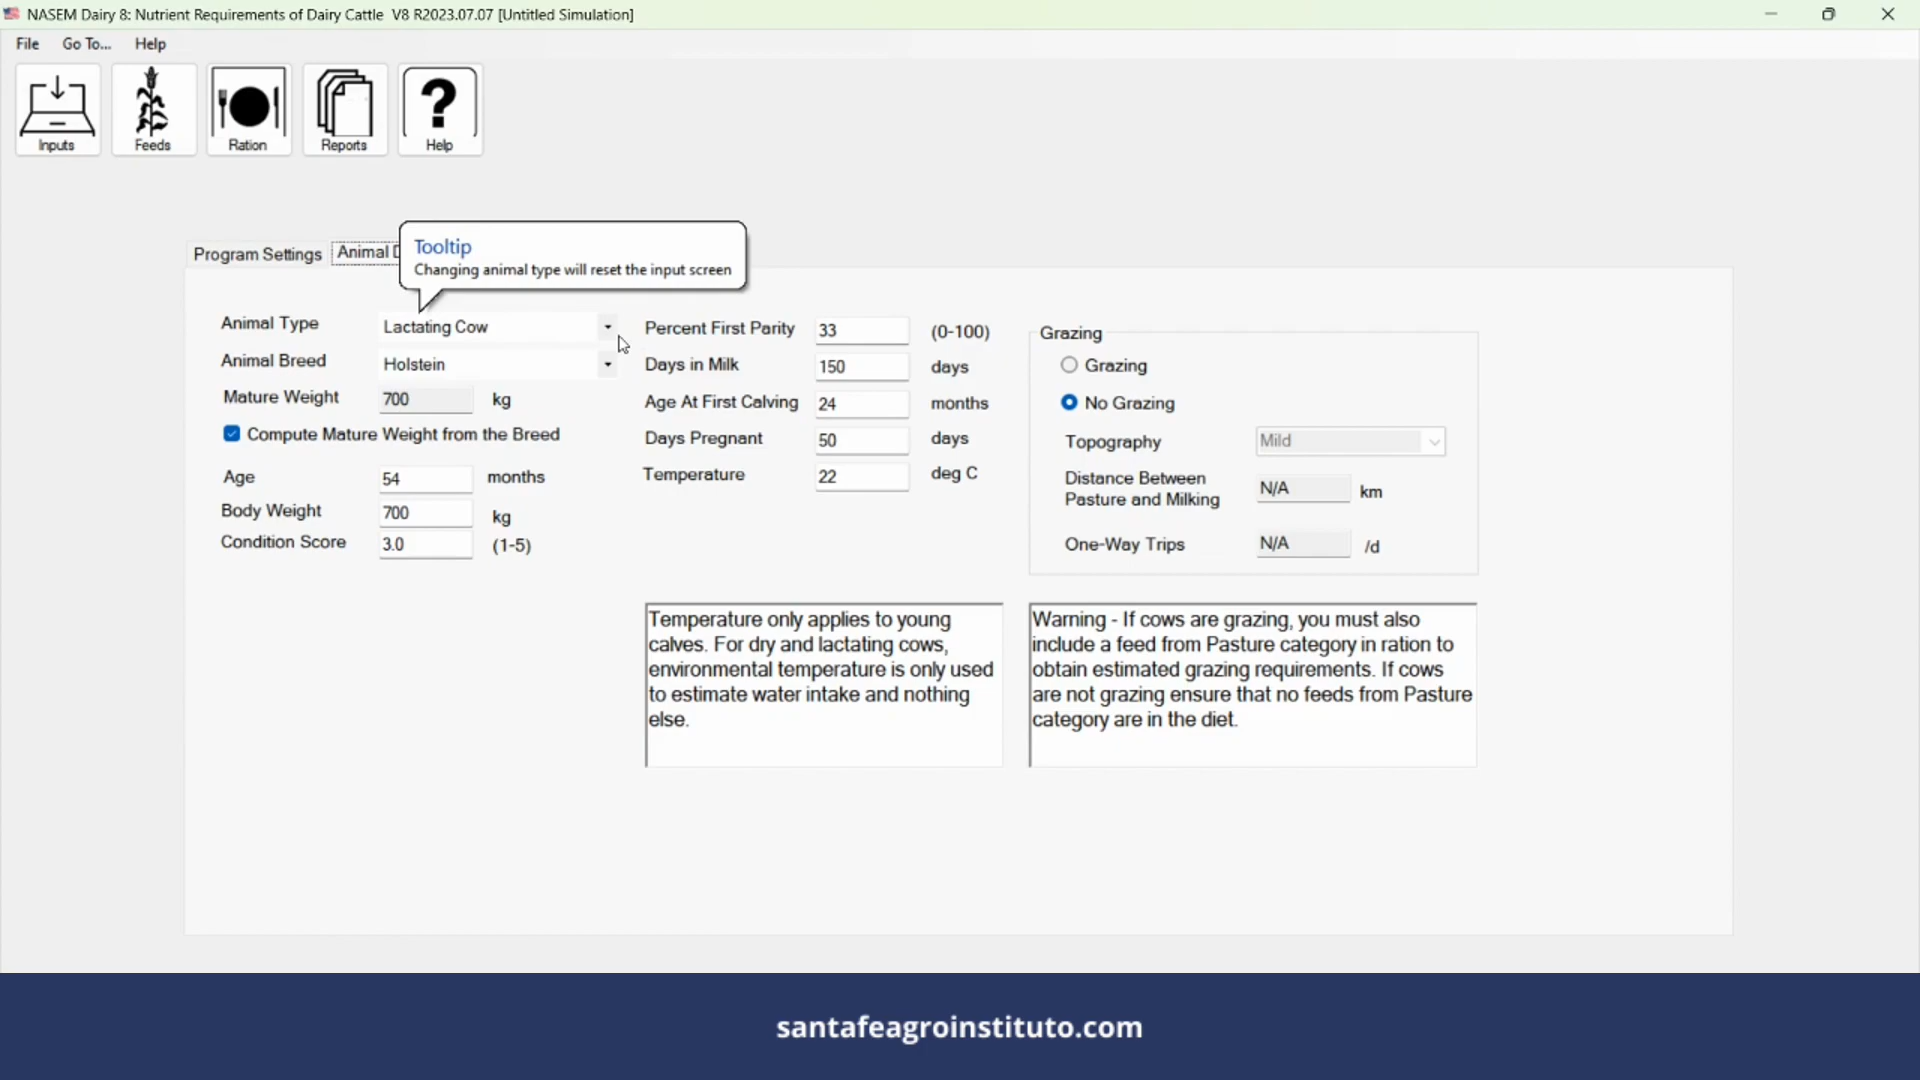 NASEM Dairy 8: Nutrient Requirements of Dairy Cattle V8 R2023.07.07 [Untitled Simulation]
File Go To... Help
Inputs Feeds Ration Reports Help
Program Settings Animal D
Tooltip
Changing animal type will reset the input screen
Animal Type Lactating Cow
Animal Breed Holstein
Mature Weight 700 kg
Compute Mature Weight from the Breed
Age 54 months
Body Weight 700 kg
Condition Score 3.0 (1-5)
Percent First Parity 33 (0-100)
Days in Milk 150 days
Age At First Calving 24 months
Days Pregnant 50 days
Temperature 22 deg C
Grazing
Grazing
No Grazing
Topography Mild
Distance Between
Pasture and Milking N/A km
One-Way Trips N/A /d
Temperature only applies to young
calves. For dry and lactating cows,
environmental temperature is only used
to estimate water intake and nothing
else.
Warning - If cows are grazing, you must also
include a feed from Pasture category in ration to
obtain estimated grazing requirements. If cows
are not grazing ensure that no feeds from Pasture
category are in the diet.
santafeagroinstituto.com